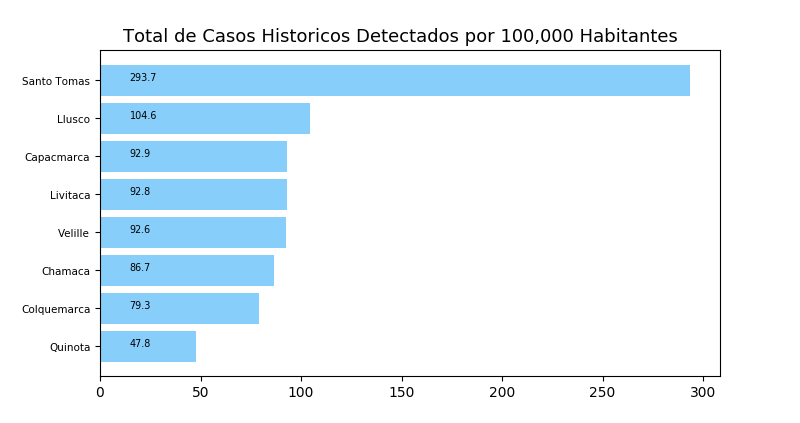 Total de Casos Historicos Detectados por 100,000 Habitantes
Santo Tomas 293.7
Llusco 104.6
Capacmarca 92.9
Livitaca 92.8
Velille 92.6
Chamaca 86.7
Colquemarca 79.3
Quinota 47.8
0 50 100 150 200 250 300